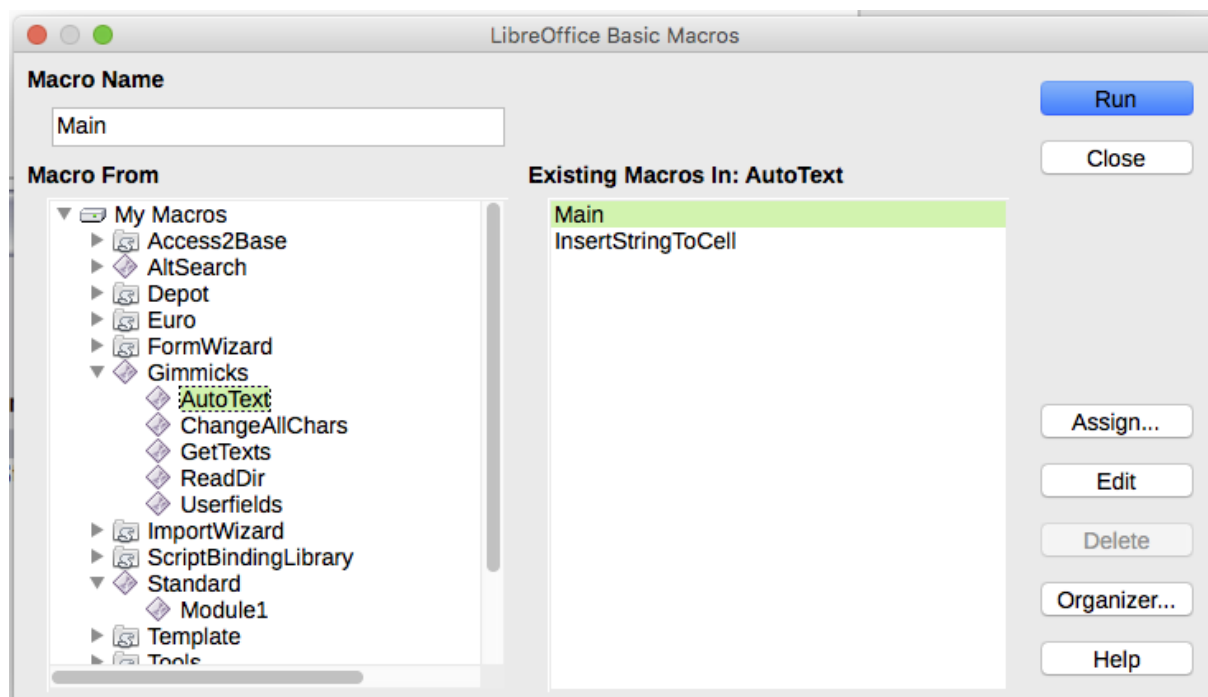 LibreOffice Basic Macros
Macro Name
Main
Run
Close
Macro From
My Macros
Access2Base
AltSearch
Depot
Euro
FormWizard
Gimmicks
AutoText
ChangeAllChars
GetTexts
ReadDir
Userfields
ImportWizard
ScriptBindingLibrary
Standard
Module1
Template
Tools
Existing Macros In: AutoText
Main
InsertStringToCell
Assign...
Edit
Delete
Organizer...
Help